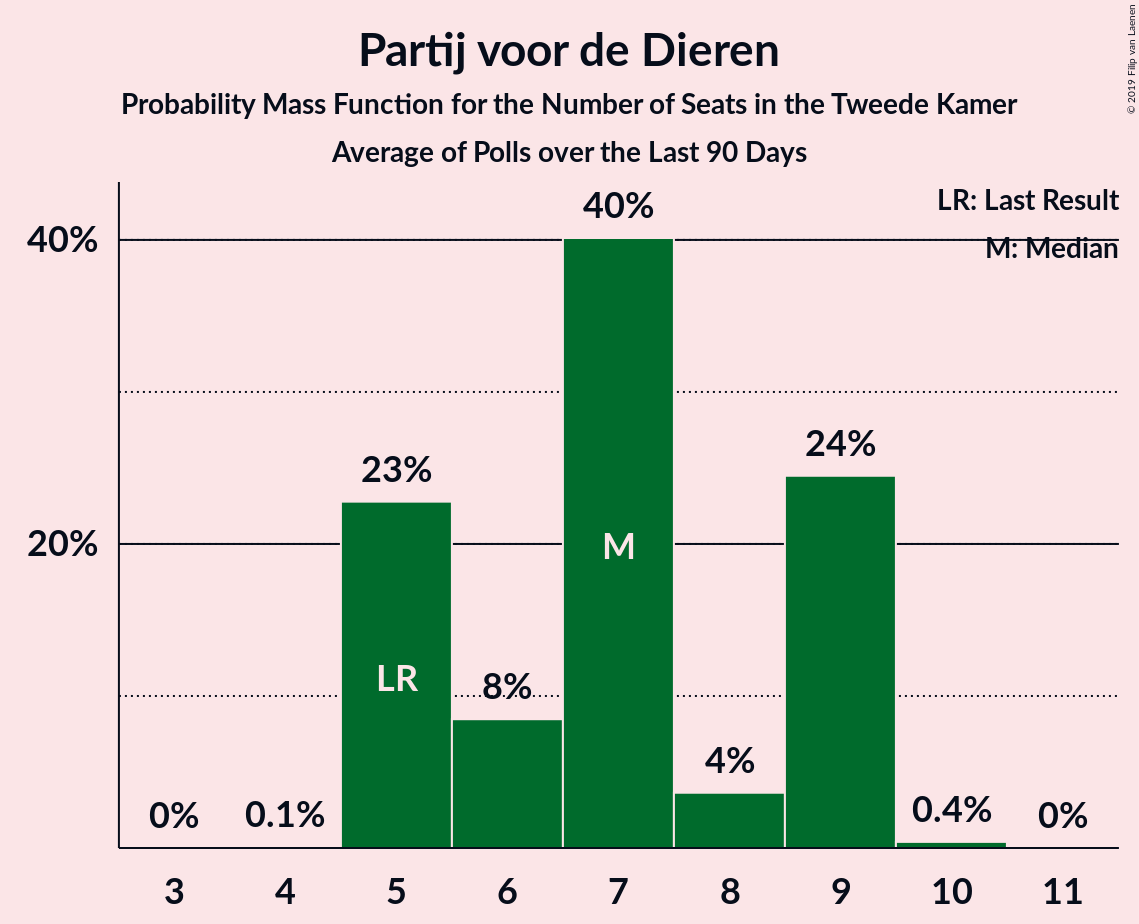 Partij voor de Dieren
Probability Mass Function for the Number of Seats in the Tweede Kamer
Average of Polls over the Last 90 Days
© 2019 Filip van Laenen
LR: Last Result
M: Median
40%
20%
0%
0.1%
23%
8%
40%
4%
24%
0.4%
0%
LR
M
3 4 5 6 7 8 9 10 11